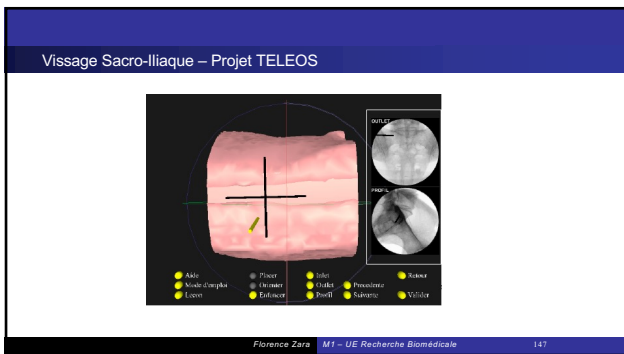 Vissage Sacro-Iliaque – Projet TELEOS
OUTLET
PROFIL
Aide Placer Inlet Retour
Mode d'emploi Orienter Outlet Precedente
Lecon Enfoncer Profil Suivante Valider
Florence Zara M1 – UE Recherche Biomédicale 147